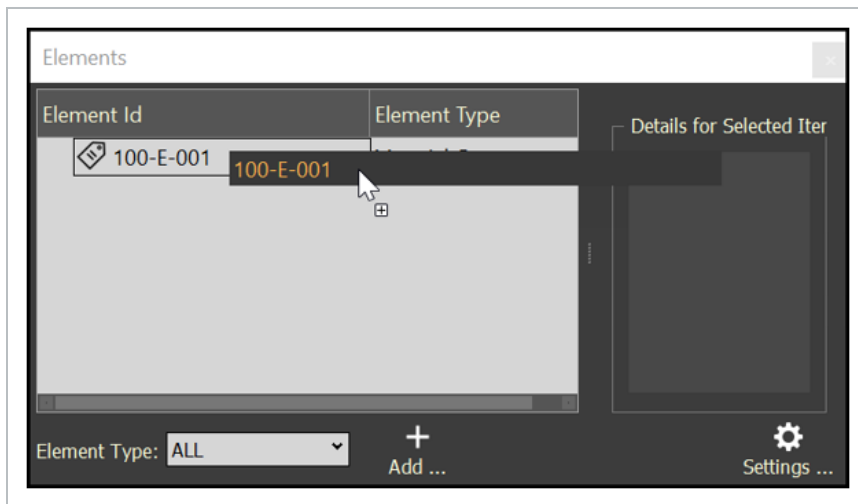 Elements
Element Id Element Type
Details for Selected Iter
100-E-001
100-E-001
Element Type: ALL
Add ...
Settings ...